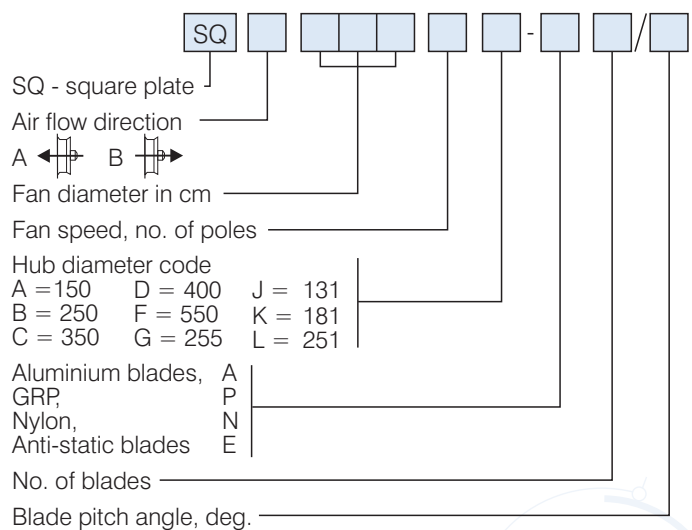 SQ - /
SQ - square plate
Air flow direction
A B
Fan diameter in cm
Fan speed, no. of poles
Hub diameter code
A =150 D = 400 J = 131
B = 250 F = 550 K = 181
C = 350 G = 255 L = 251
Aluminium blades, A
GRP, P
Nylon, N
Anti-static blades E
No. of blades
Blade pitch angle, deg.